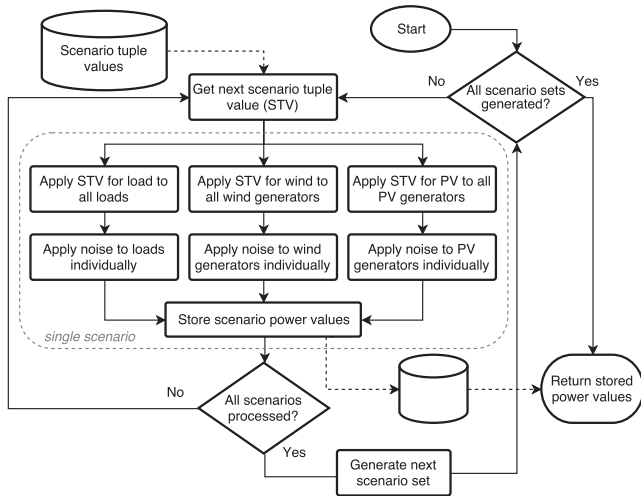 Scenario tuple
values
Start
All scenario sets
generated?
No
Yes
Get next scenario tuple
value (STV)
Apply STV for load to
all loads
Apply STV for wind to
all wind generators
Apply STV for PV to all
PV generators
Apply noise to loads
individually
Apply noise to wind
generators individually
Apply noise to PV
generators individually
Store scenario power values
single scenario
No
All scenarios
processed?
Yes
Return stored
power values
Generate next
scenario set